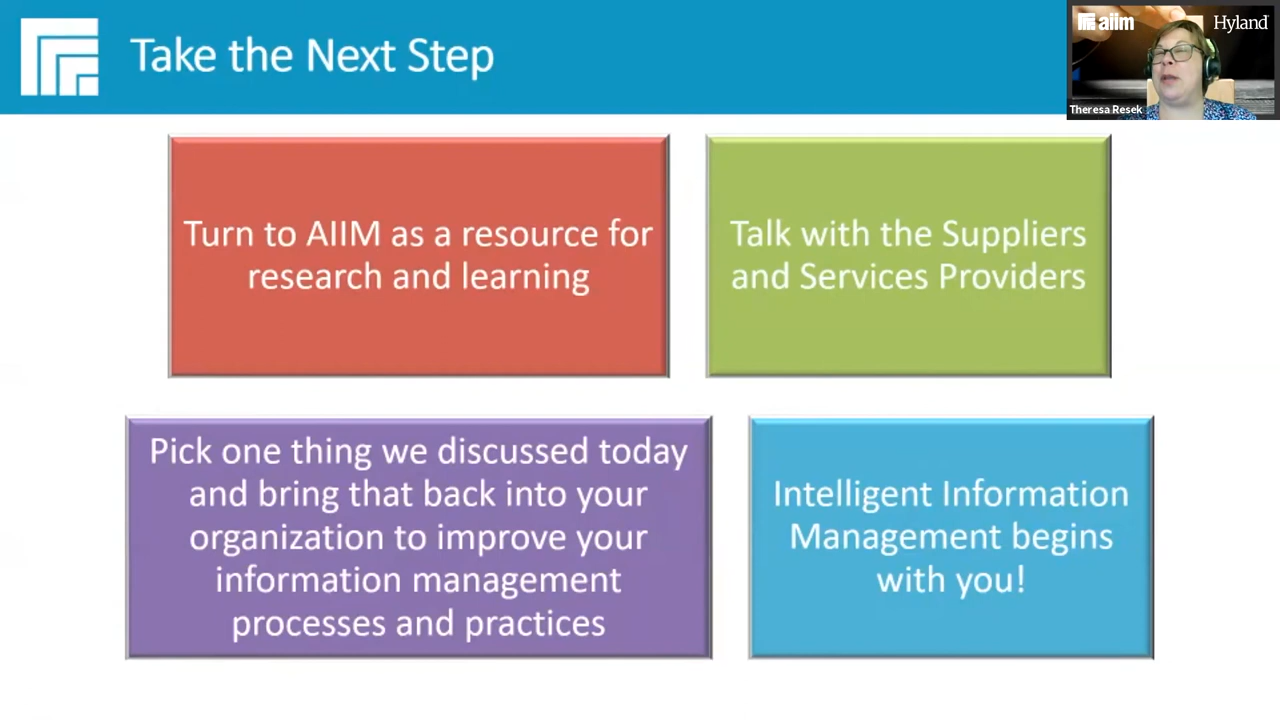 Take the Next Step
aiim
Hyland
Theresa Resek
Turn to AIIM as a resource for
research and learning
Talk with the Suppliers
and Services Providers
Pick one thing we discussed today
and bring that back into your
organization to improve your
information management
processes and practices
Intelligent Information
Management begins
with you!